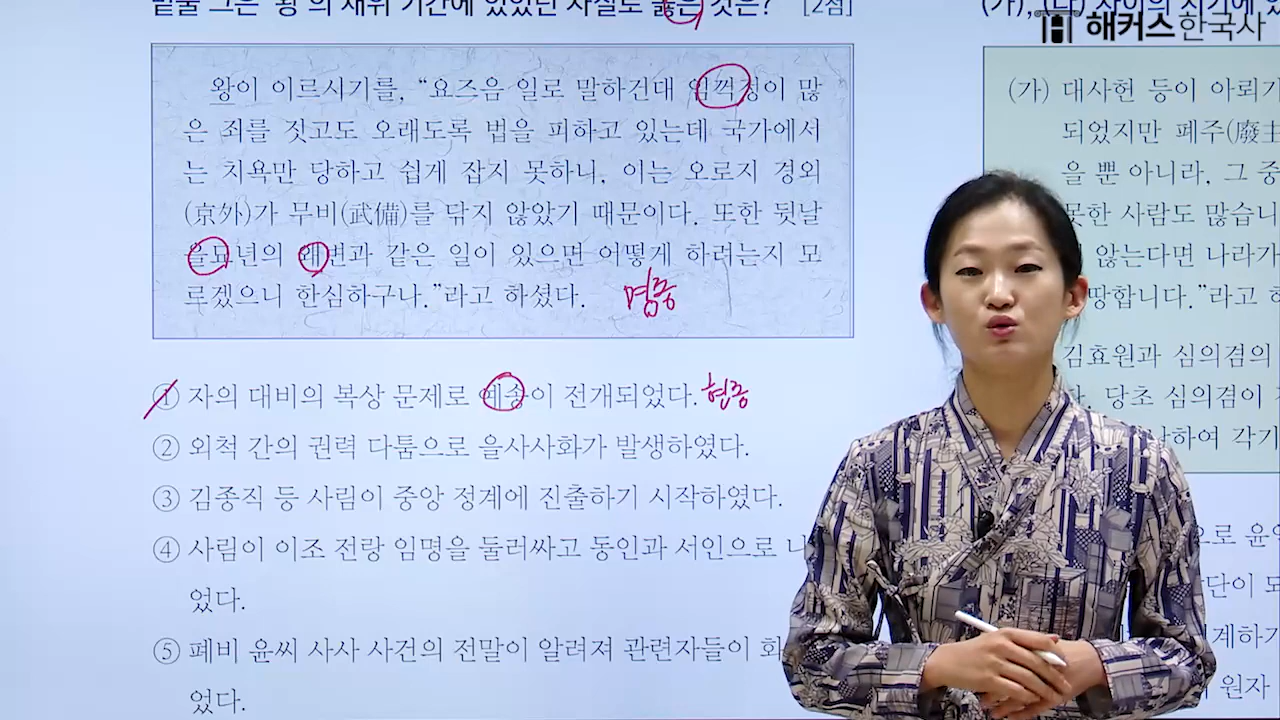 밑줄 그은 '왕'의 재위 기간에 있었던 사실로 옳은 것은? [2점]
왕이 이르시기를, “요즈음 일로 말하건대 임꺽정이 많
은 죄를 짓고도 오래도록 법을 피하고 있는데 국가에서
는 치욕만 당하고 쉽게 잡지 못하니, 이는 오로지 경외
(京外)가 무비(武備)를 닦지 않았기 때문이다. 또한 뒷날
을묘년의 왜변과 같은 일이 있으면 어떻게 하려는지 모
르겠으니 한심하구나.”라고 하셨다. 명종
① 자의 대비의 복상 문제로 예송이 전개되었다. 현종
② 외척 간의 권력 다툼으로 을사사화가 발생하였다.
③ 김종직 등 사림이 중앙 정계에 진출하기 시작하였다.
④ 사림이 이조 전랑 임명을 둘러싸고 동인과 서인으로
었다.
⑤ 폐비 윤씨 사사 사건의 전말이 알려져 관련자들이
었다.
해커스한국사
(가), (나) 사이의 시기에
(가) 대사헌 등이 아뢰기
되었지만 폐주(廢主
을 뿐 아니라, 그 중
못한 사람도 많습니
않는다면 나라가
땅합니다.”라고
김효원과 심의겸의
당초 심의겸이
하여 각기
으로
단이
원자